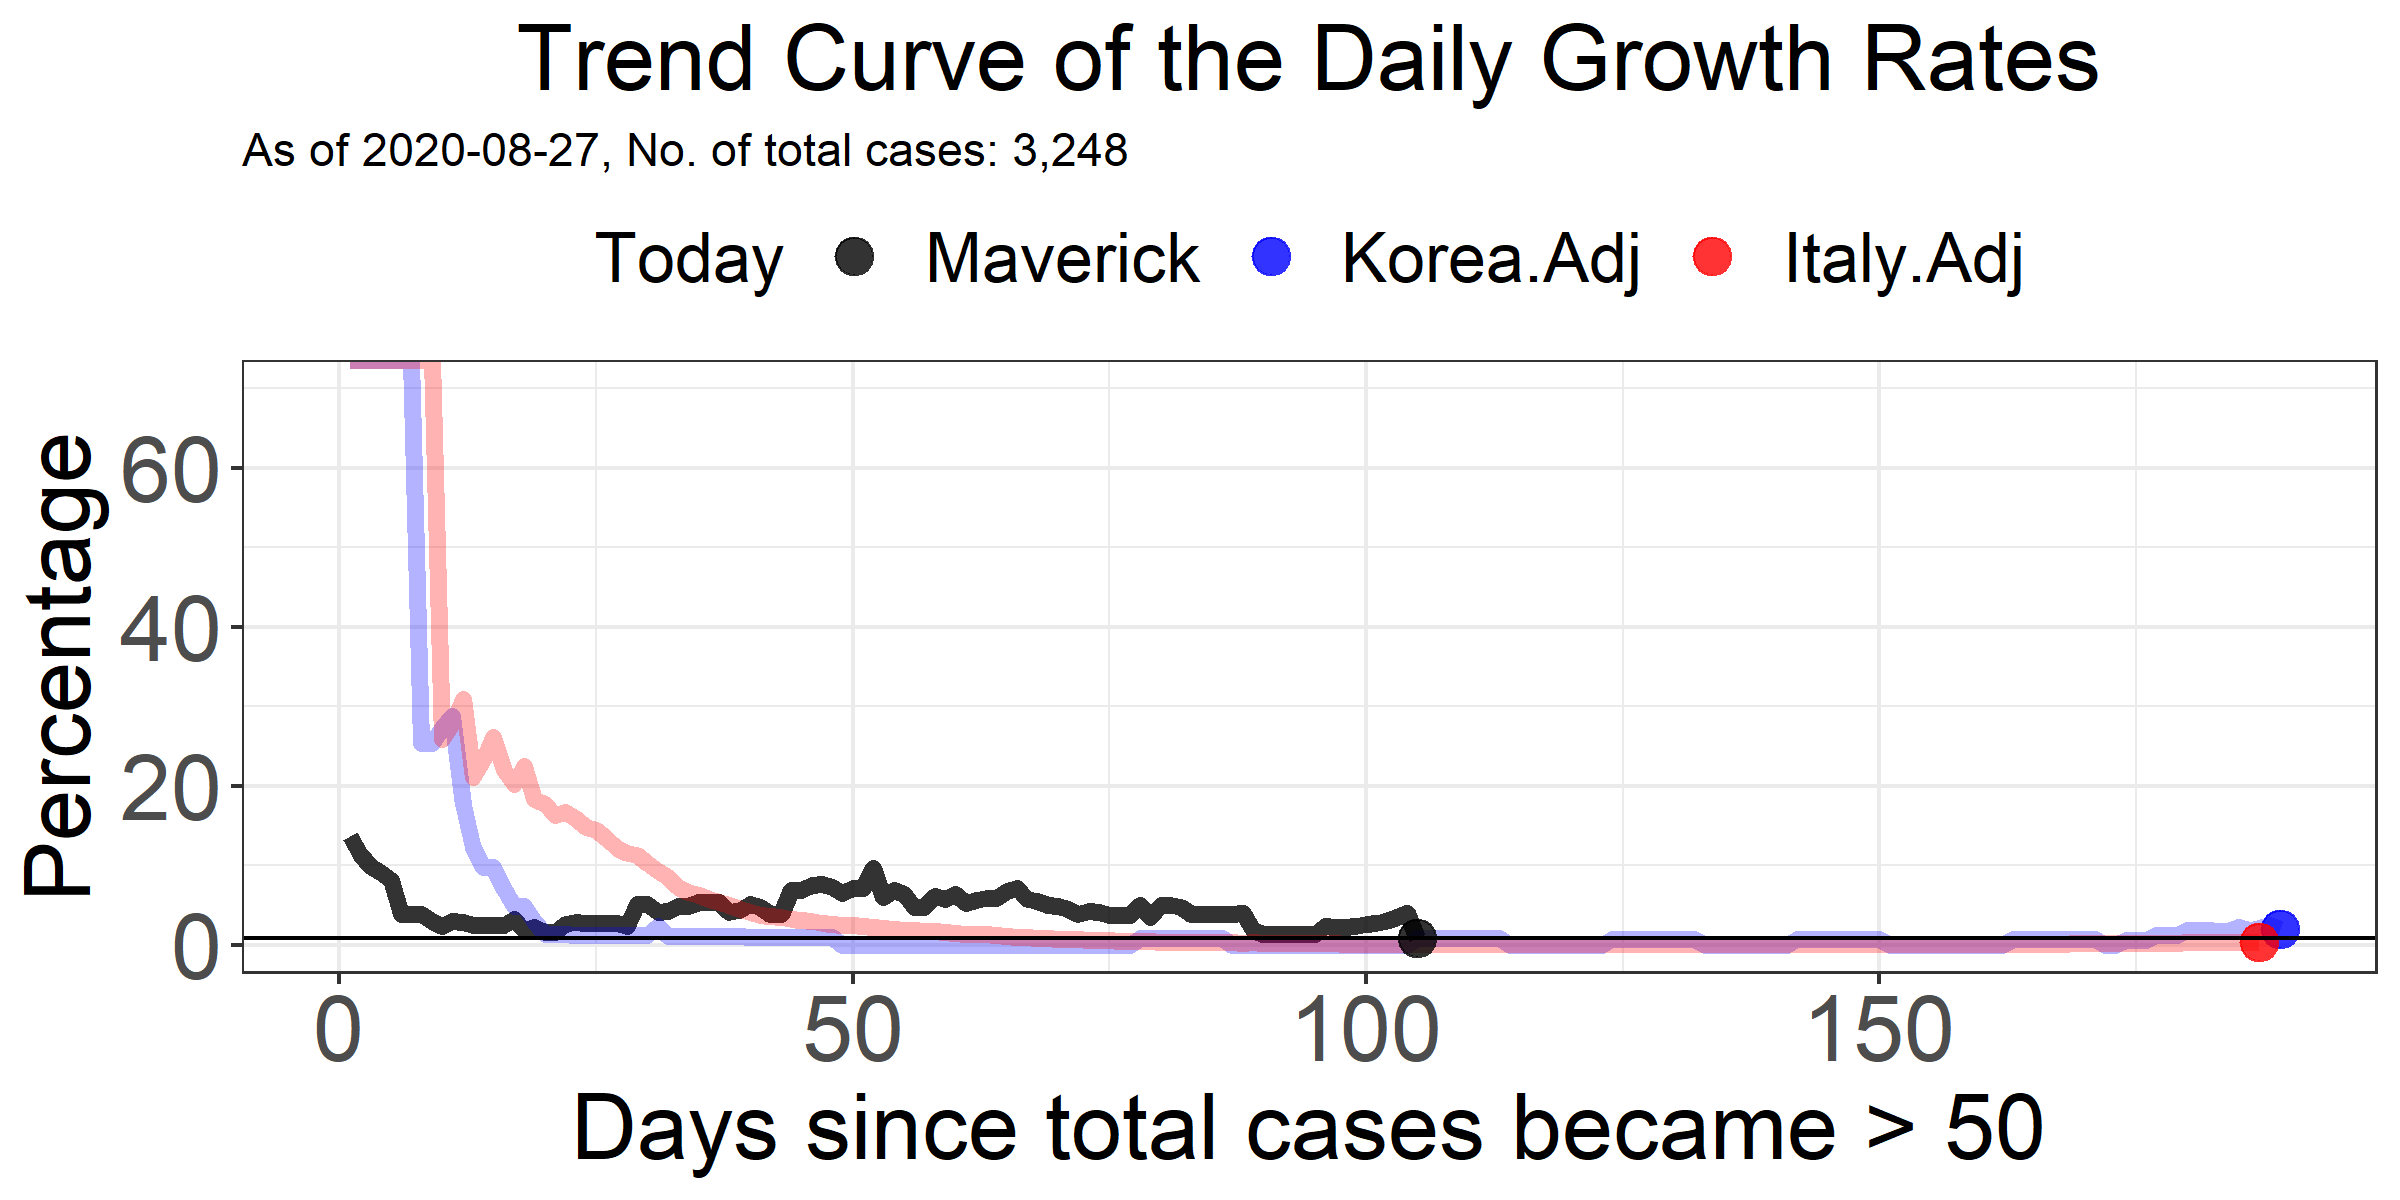 Trend Curve of the Daily Growth Rates
As of 2020-08-27, No. of total cases: 3,248
Today Maverick Korea.Adj Italy.Adj
Percentage
60
40
20
0
0 50 100 150
Days since total cases became > 50